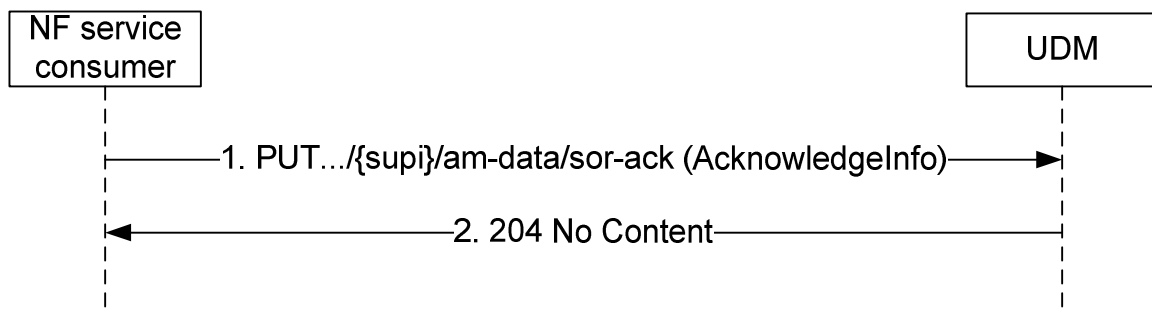 NF service
consumer
UDM
1. PUT.../{supi}/am-data/sor-ack (AcknowledgeInfo)
2. 204 No Content